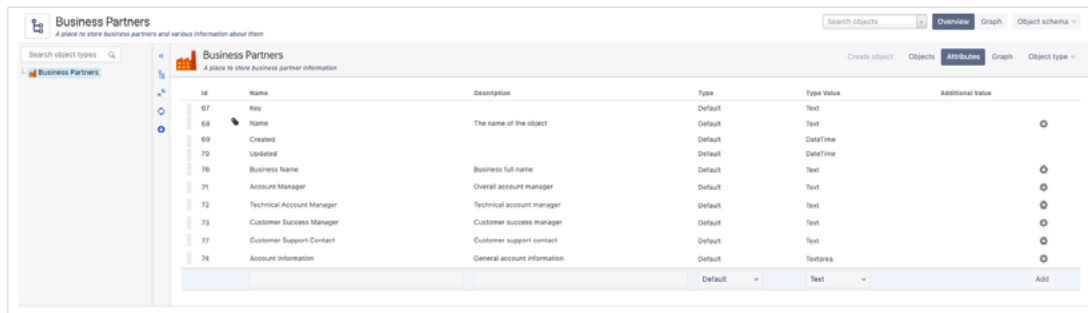 Business Partners
A place to store business partners and various information about them
Search objects Overview Graph Object schema
Search object types
Business Partners
Business Partners
A place to store business partner information
Create object Objects Attributes Graph Object type
Id Name Description Type Type Value Additional Value
67 Key Default Text
68 Name The name of the object Default Text
69 Created Default DateTime
70 Updated Default DateTime
76 Business Name Business full name Default Text
71 Account Manager Overall account manager Default Text
72 Technical Account Manager Technical account manager Default Text
73 Customer Success Manager Customer success manager Default Text
77 Customer Support Contact Customer support contact Default Text
74 Account Information General account information Default Textarea
Default Text Add